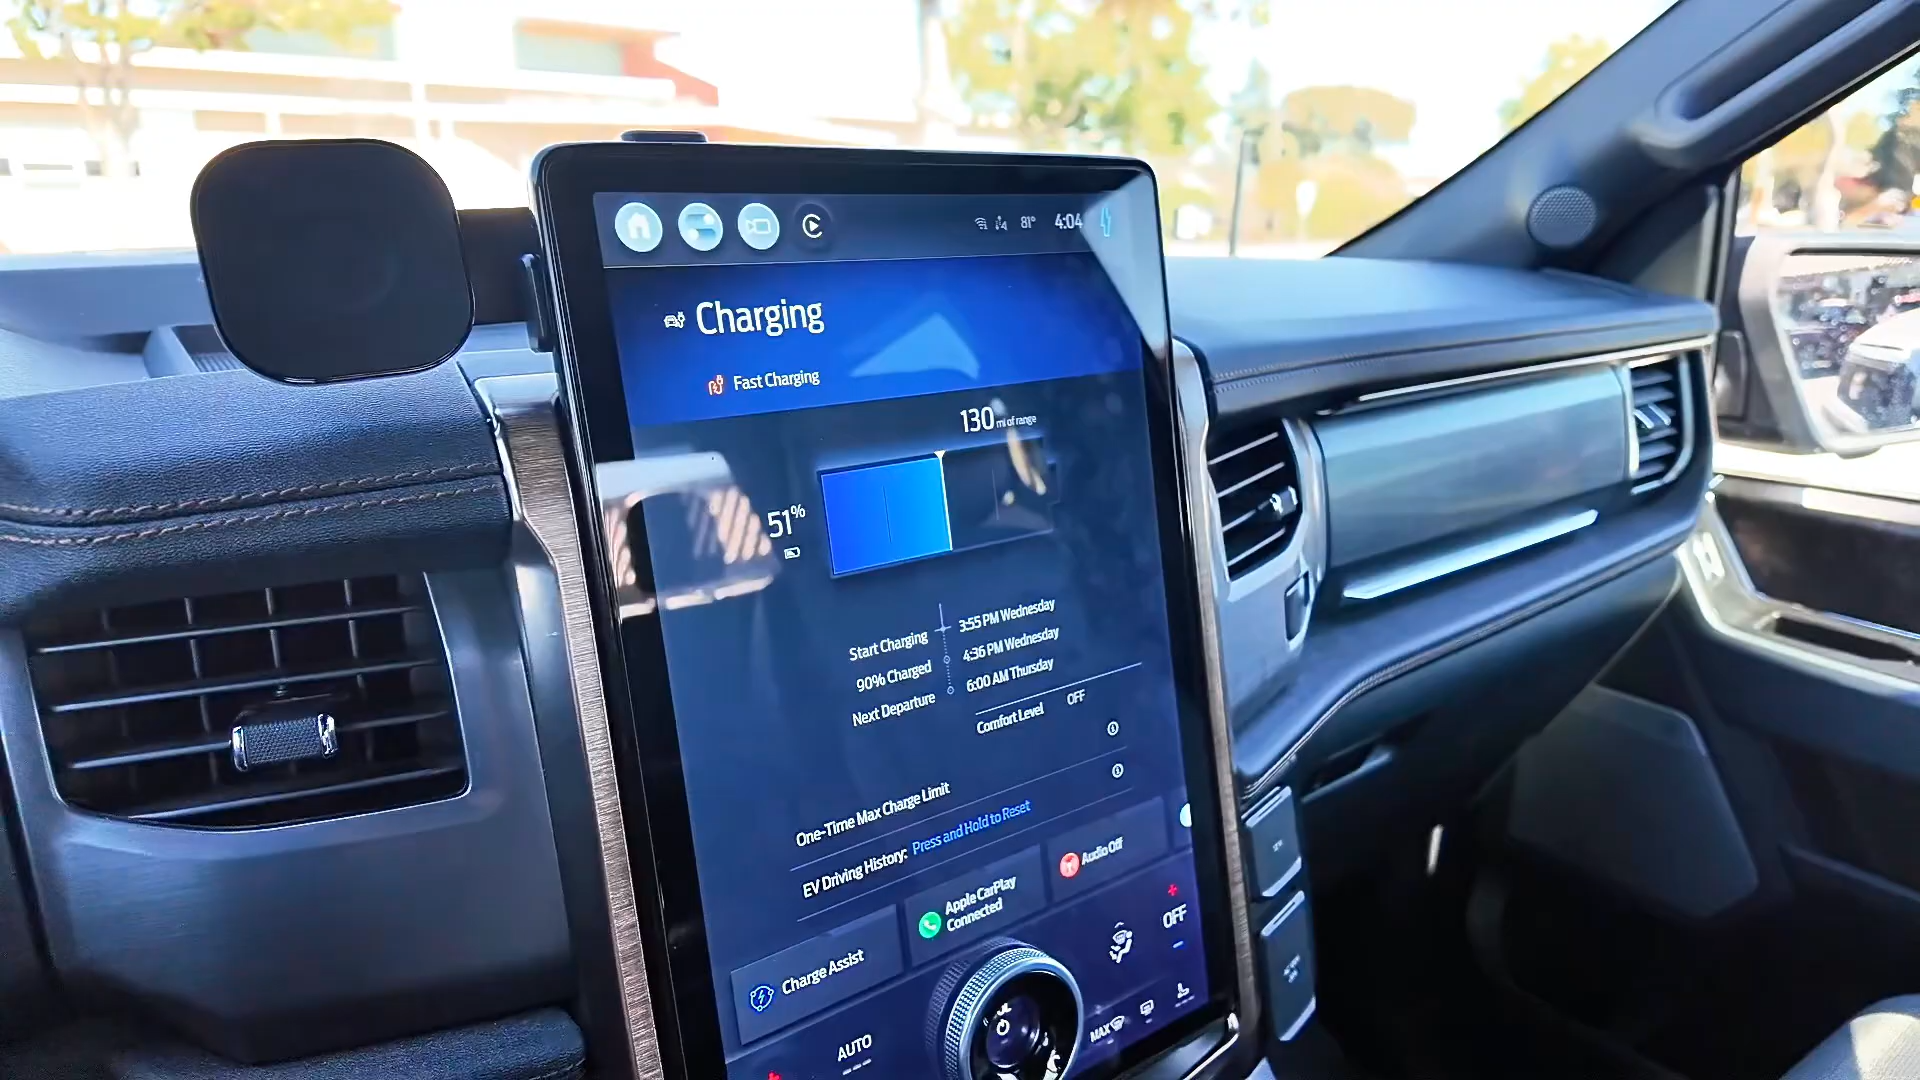 81° 4:04
Charging
Fast Charging
130 mi of range
51%
Start Charging 3:55 PM Wednesday
90% Charged 4:36 PM Wednesday
Next Departure 6:00 AM Thursday
Comfort Level OFF
One-Time Max Charge Limit
EV Driving History: Press and Hold to Reset
Charge Assist
Apple CarPlay
Connected
Audio Off
AUTO
OFF
MAX